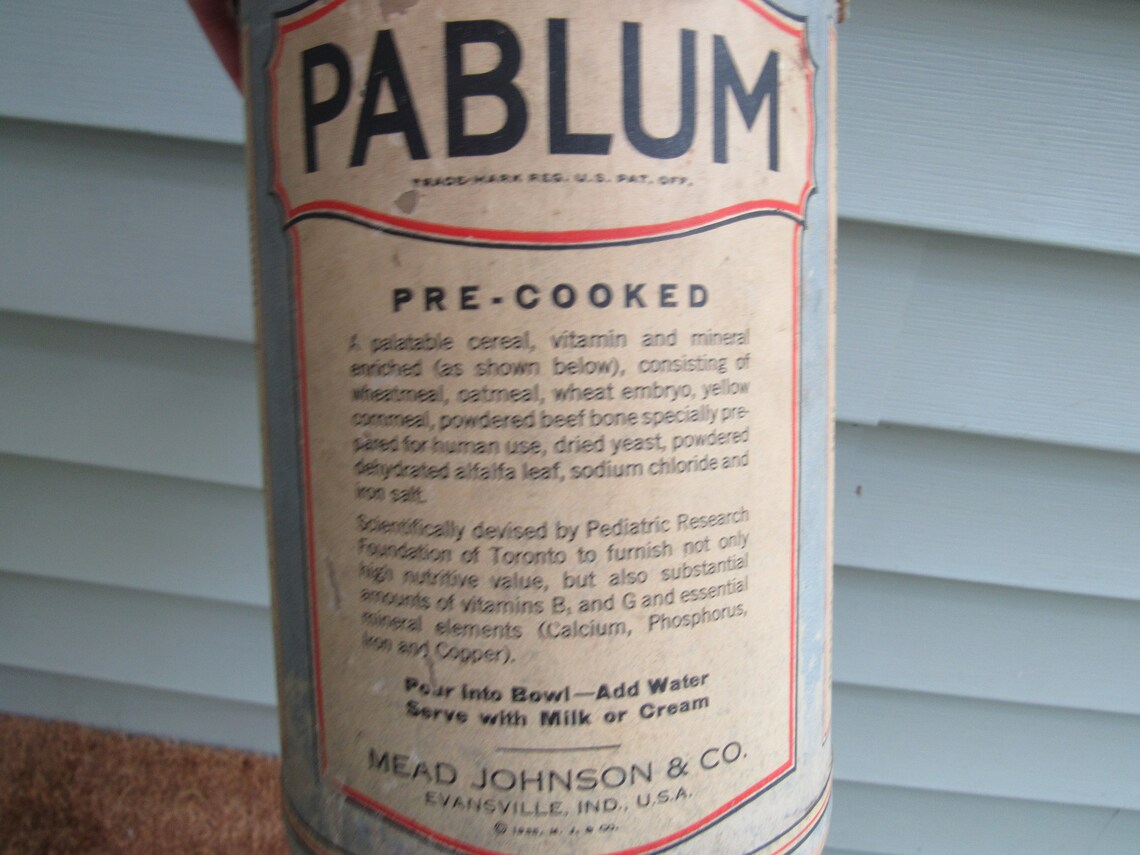 PABLUM
TRADE-MARK REG. U.S. PAT. OFF.
PRE-COOKED
A palatable cereal, vitamin and mineral
enriched (as shown below), consisting of
wheatmeal, oatmeal, wheat embryo, yellow
cornmeal, powdered beef bone specially pre-
pared for human use, dried yeast, powdered
dehydrated alfalfa leaf, sodium chloride and
iron salt.
Scientifically devised by Pediatric Research
Foundation of Toronto to furnish not only
high nutritive value, but also substantial
amounts of vitamins B₁ and G and essential
mineral elements (Calcium, Phosphorus,
Iron and Copper).
Pour into Bowl—Add Water
Serve with Milk or Cream
MEAD JOHNSON & CO.
EVANSVILLE, IND., U.S.A.
© M. J. & CO.